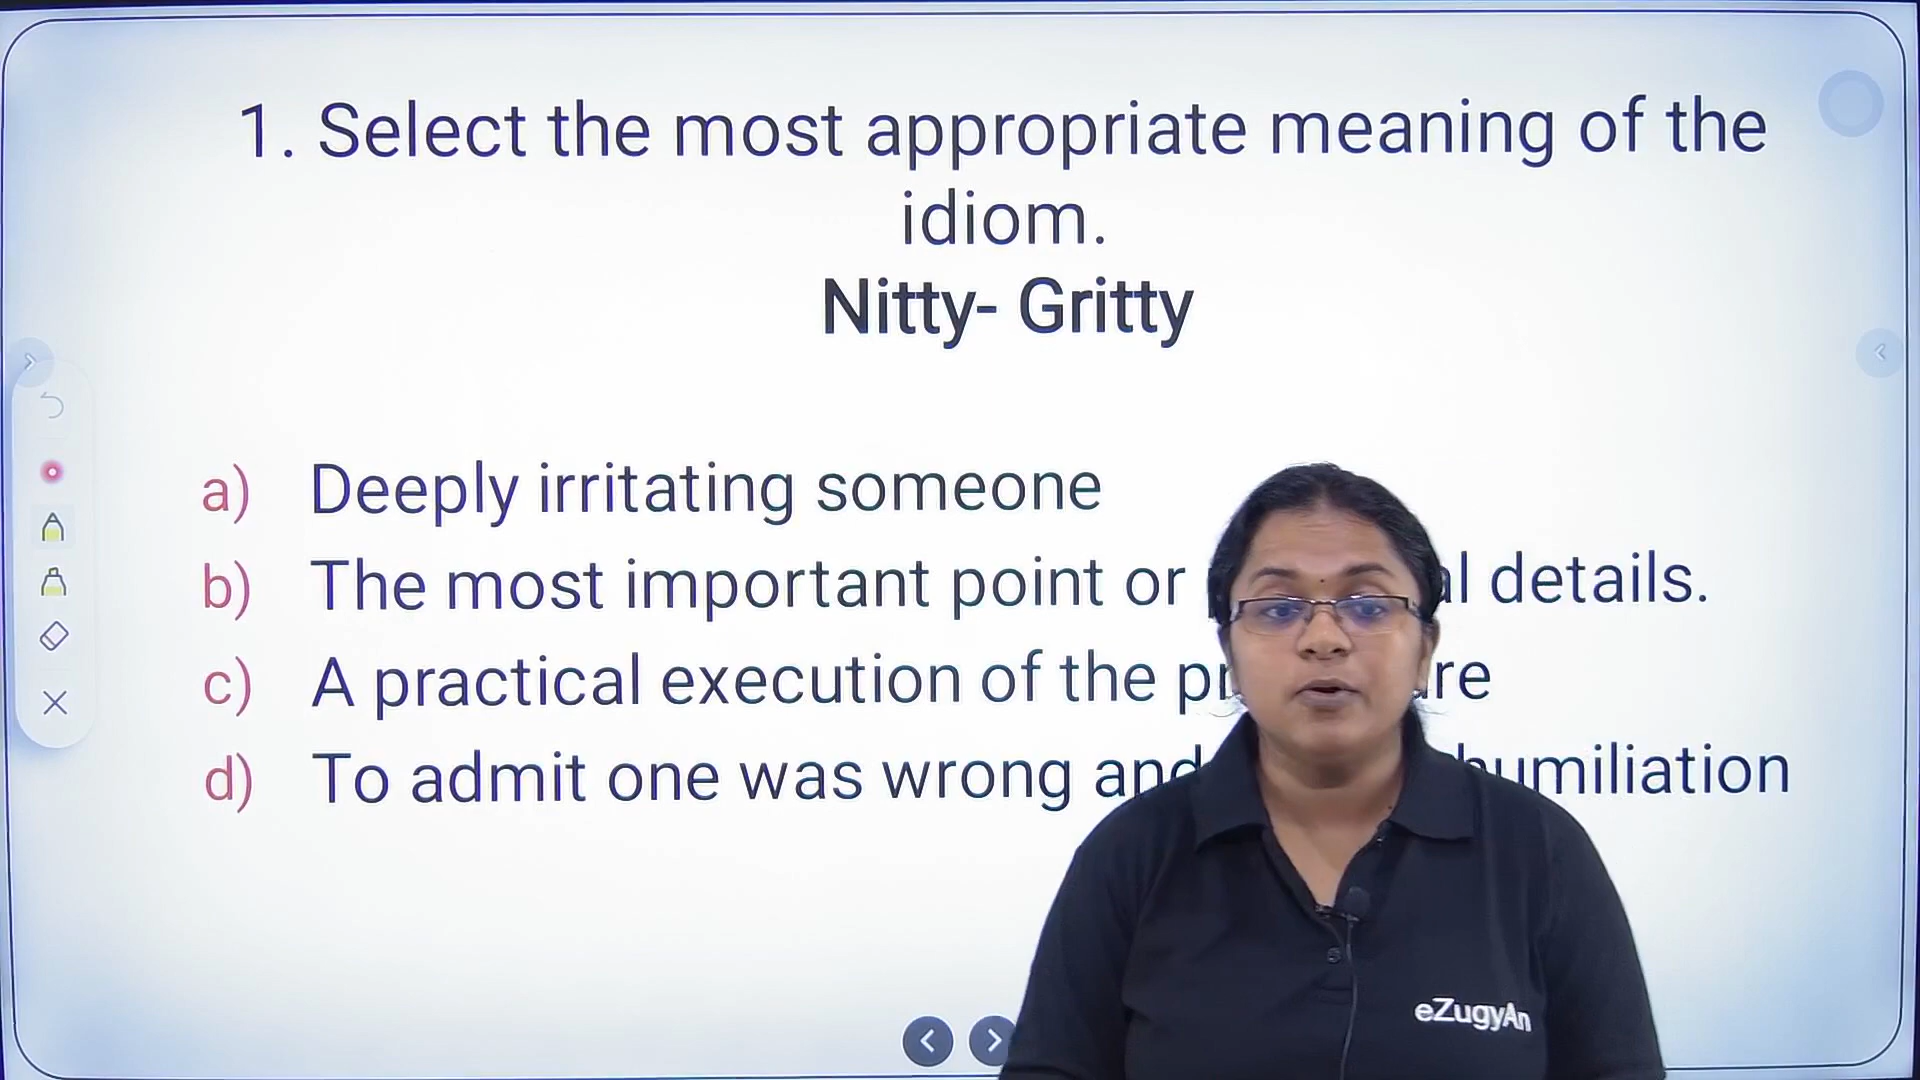 1. Select the most appropriate meaning of the
idiom.
Nitty- Gritty
a) Deeply irritating someone
b) The most important point or details.
c) A practical execution of the
d) To admit one was wrong and humiliation
eZugyAn